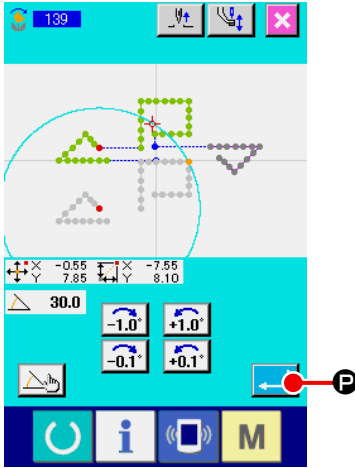 139
X -0.55 X -7.55
Y 7.85 Y 8.10
30.0
-1.0° +1.0°
-0.1° +0.1°
P
i M